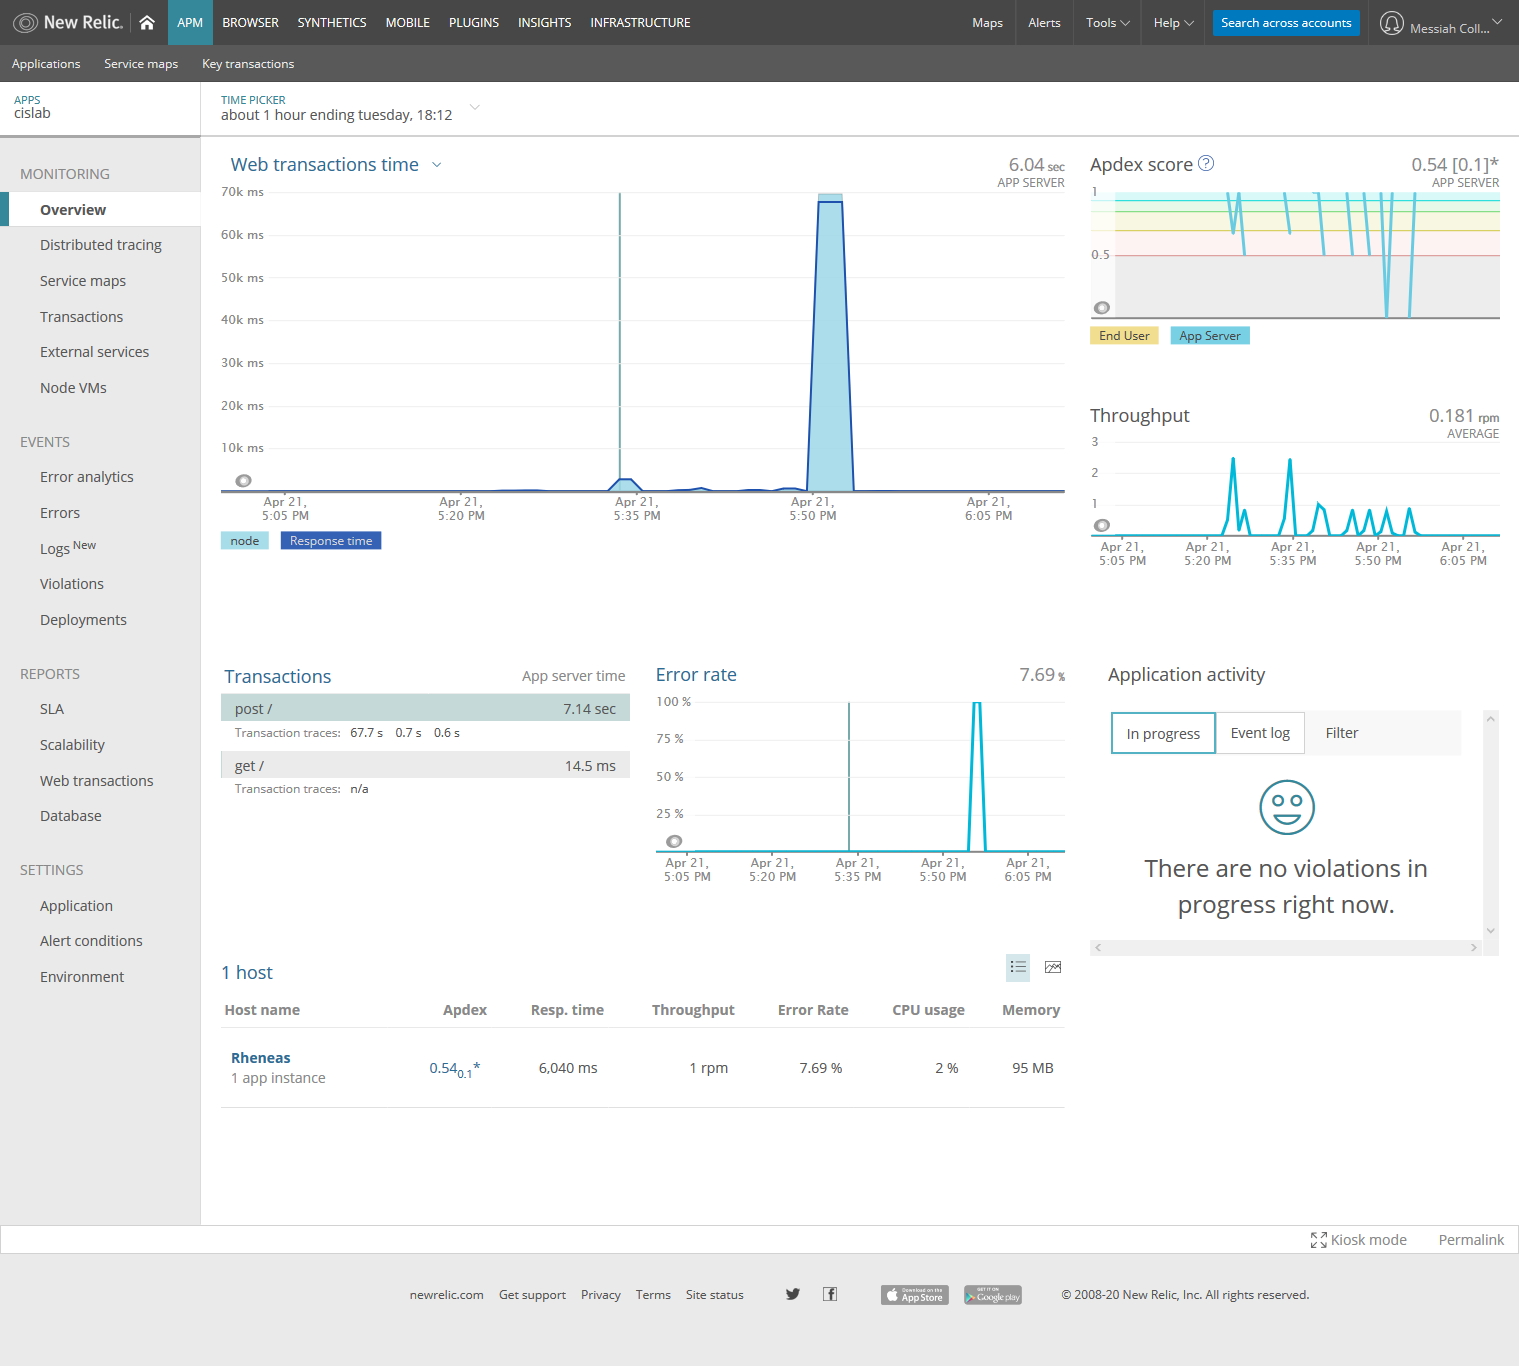 New Relic.
APM
BROWSER
SYNTHETICS
MOBILE
PLUGINS
INSIGHTS
INFRASTRUCTURE
Maps
Alerts
Tools
Help
Search across accounts
Messiah Coll...
Applications
Service maps
Key transactions
APPS
cislab
TIME PICKER
about 1 hour ending tuesday, 18:12
MONITORING
Overview
Distributed tracing
Service maps
Transactions
External services
Node VMs
EVENTS
Error analytics
Errors
Logs New
Violations
Deployments
REPORTS
SLA
Scalability
Web transactions
Database
SETTINGS
Application
Alert conditions
Environment
Web transactions time
6.04 sec
APP SERVER
70k ms
60k ms
50k ms
40k ms
30k ms
20k ms
10k ms
Apr 21,
5:05 PM
Apr 21,
5:20 PM
Apr 21,
5:35 PM
Apr 21,
5:50 PM
Apr 21,
6:05 PM
node
Response time
Apdex score ?
0.54 [0.1]*
APP SERVER
1
0.5
End User
App Server
Throughput
0.181 rpm
AVERAGE
3
2
1
Apr 21,
5:05 PM
Apr 21,
5:20 PM
Apr 21,
5:35 PM
Apr 21,
5:50 PM
Apr 21,
6:05 PM
Transactions
App server time
post /
7.14 sec
Transaction traces: 67.7 s 0.7 s 0.6 s
get /
14.5 ms
Transaction traces: n/a
Error rate
7.69 %
100 %
75 %
50 %
25 %
Apr 21,
5:05 PM
Apr 21,
5:20 PM
Apr 21,
5:35 PM
Apr 21,
5:50 PM
Apr 21,
6:05 PM
Application activity
In progress
Event log
Filter
There are no violations in
progress right now.
1 host
Host name Apdex Resp. time Throughput Error Rate CPU usage Memory
Rheneas
1 app instance
0.54 0.1* 6,040 ms 1 rpm 7.69 % 2 % 95 MB
Kiosk mode
Permalink
newrelic.com
Get support
Privacy
Terms
Site status
Download on the
App Store
GET IT ON
Google play
© 2008-20 New Relic, Inc. All rights reserved.